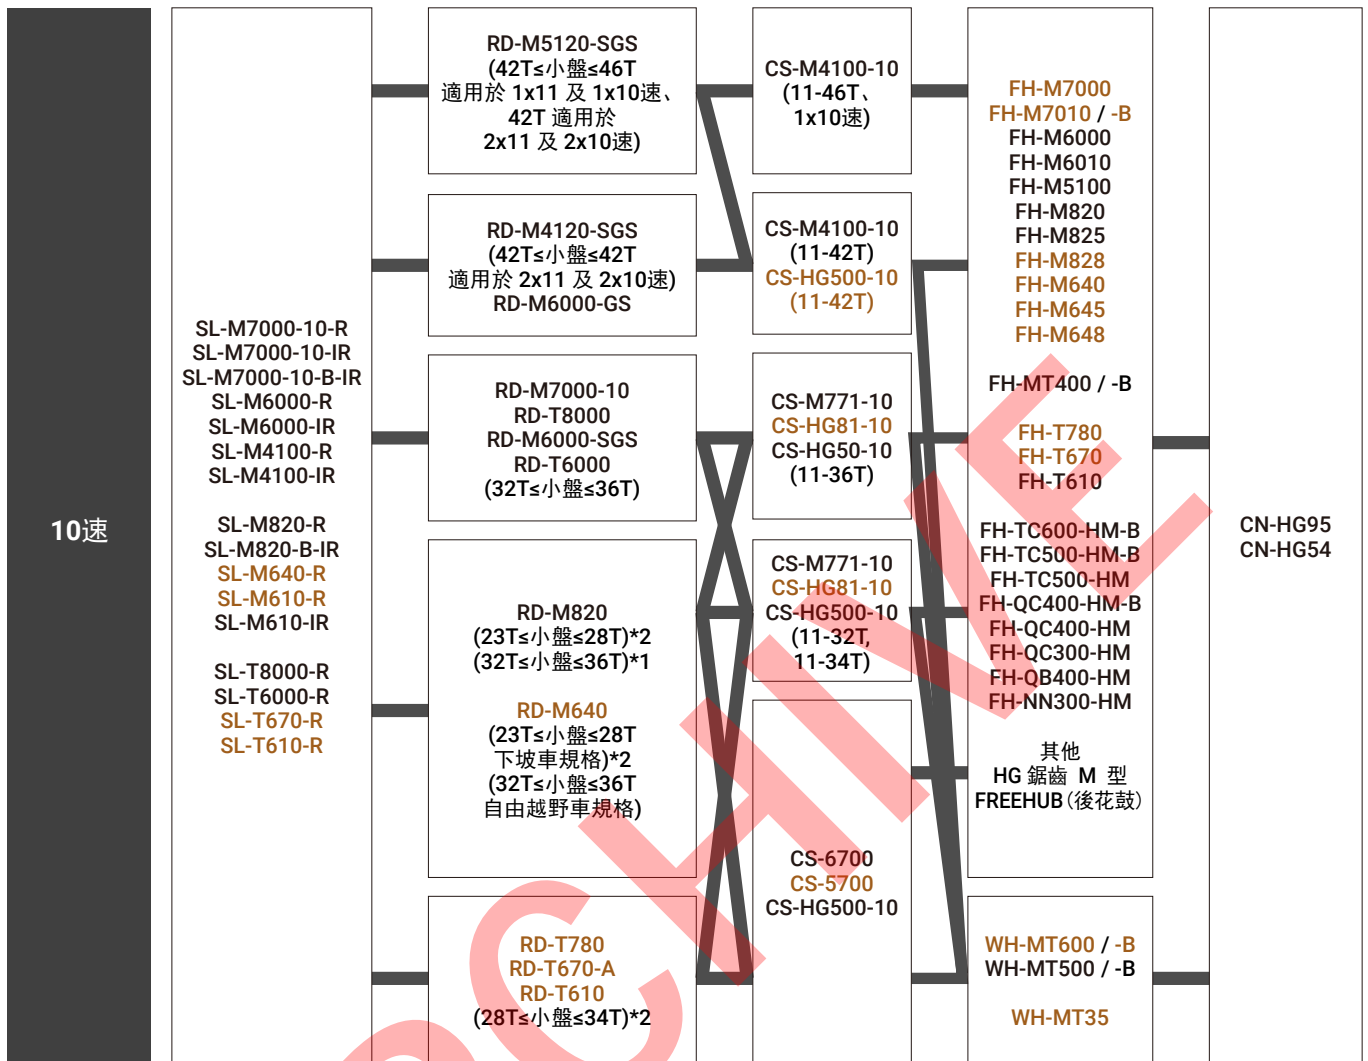 10速
SL-M7000-10-R
SL-M7000-10-IR
SL-M7000-10-B-IR
SL-M6000-R
SL-M6000-IR
SL-M4100-R
SL-M4100-IR
SL-M820-R
SL-M820-B-IR
SL-M640-R
SL-M610-R
SL-M610-IR
SL-T8000-R
SL-T6000-R
SL-T670-R
SL-T610-R
RD-M5120-SGS
(42T≤小盤≤46T
適用於 1x11 及 1x10速、
42T 適用於
2x11 及 2x10速)
RD-M4120-SGS
(42T≤小盤≤42T
適用於 2x11 及 2x10速)
RD-M6000-GS
RD-M7000-10
RD-T8000
RD-M6000-SGS
RD-T6000
(32T≤小盤≤36T)
RD-M820
(23T≤小盤≤28T)*2
(32T≤小盤≤36T)*1
RD-M640
(23T≤小盤≤28T
下坡車規格)*2
(32T≤小盤≤36T
自由越野車規格)
RD-T780
RD-T670-A
RD-T610
(28T≤小盤≤34T)*2
CS-M4100-10
(11-46T、
1x10速)
CS-M4100-10
(11-42T)
CS-HG500-10
(11-42T)
CS-M771-10
CS-HG81-10
CS-HG50-10
(11-36T)
CS-M771-10
CS-HG81-10
CS-HG500-10
(11-32T,
11-34T)
CS-6700
CS-5700
CS-HG500-10
FH-M7000
FH-M7010 / -B
FH-M6000
FH-M6010
FH-M5100
FH-M820
FH-M825
FH-M828
FH-M640
FH-M645
FH-M648
FH-MT400 / -B
FH-T780
FH-T670
FH-T610
FH-TC600-HM-B
FH-TC500-HM-B
FH-TC500-HM
FH-QC400-HM-B
FH-QC400-HM
FH-QC300-HM
FH-QB400-HM
FH-NN300-HM
其他
HG 鋸齒 M 型
FREEHUB (後花鼓)
WH-MT600 / -B
WH-MT500 / -B
WH-MT35
CN-HG95
CN-HG54
RCHIVE